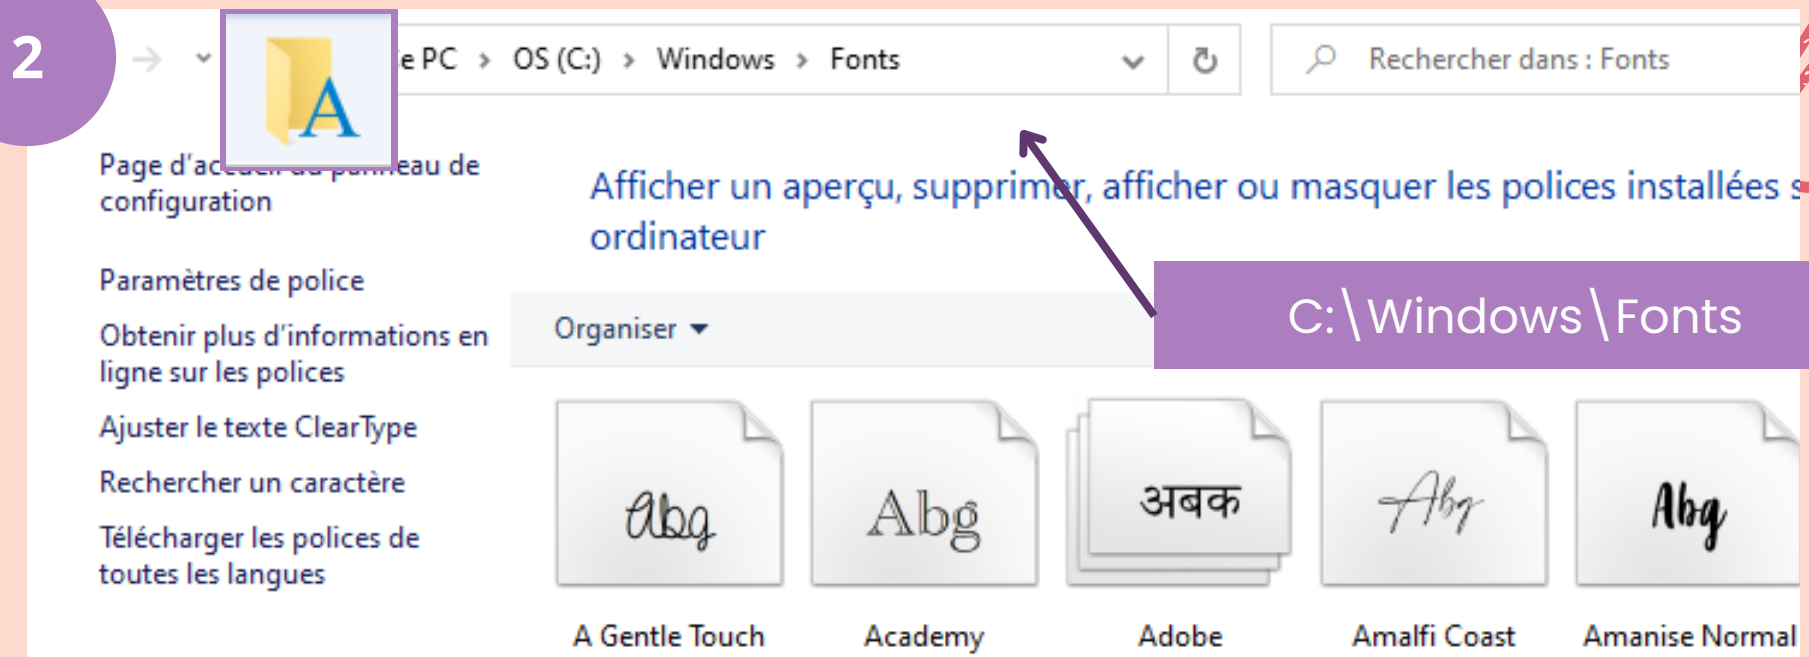 2
e PC > OS (C:) > Windows > Fonts
Rechercher dans : Fonts
A
Page d'accueil du panneau de
configuration
Afficher un aperçu, supprimer, afficher ou masquer les polices installées s
ordinateur
Paramètres de police
Obtenir plus d'informations en
ligne sur les polices
Ajuster le texte ClearType
Rechercher un caractère
Télécharger les polices de
toutes les langues
Organiser
C:\Windows\Fonts
Abg
Abg
अबक
Abg
Abg
A Gentle Touch
Academy
Adobe
Amalfi Coast
Amanise Normal